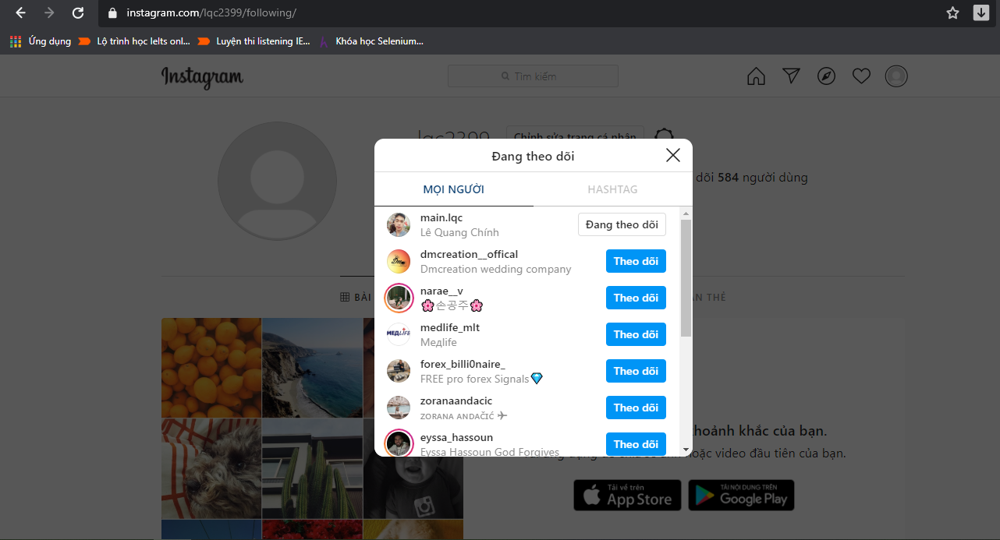 instagram.com/lqc2399/following/
Ứng dụng Lộ trình học Ielts onl... Luyện thi listening IE... Khóa học Selenium...
Instagram
Tìm kiếm
lqc2399 Chỉnh sửa trang cá nhân
Đang theo dõi
dõi 584 người dùng
MỌI NGƯỜI HASHTAG
main.lqc
Lê Quang Chính
Đang theo dõi
dmcreation__offical
Dmcreation wedding company
Theo dõi
narae__v
🌸손공주🌸
Theo dõi
BÀI
N THẺ
medlife_mlt
Медlife
Theo dõi
МЕДLIFE
forex_billi0naire_
FREE pro forex Signals💎
Theo dõi
zoranaandacic
ZORANA ANDAČIĆ ✈
Theo dõi
eyssa_hassoun
Eyssa Hassoun God Forgives
Theo dõi
khoảnh khắc của bạn.
hoặc video đầu tiên của bạn.
Tải về trên
App Store
TẢI NỘI DUNG TRÊN
Google Play